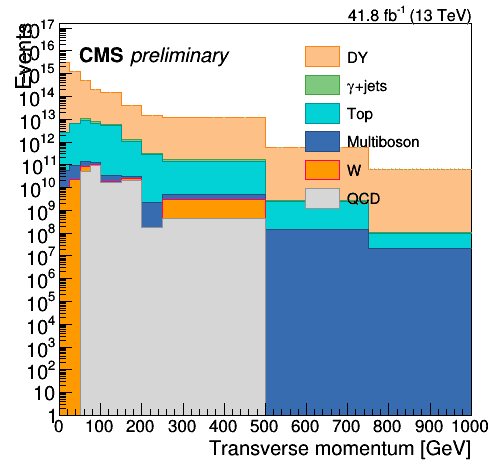 41.8 fb⁻¹ (13 TeV)
CMS preliminary
DY
γ+jets
Top
Multiboson
W
QCD
Events
10¹⁷
10¹⁶
10¹⁵
10¹⁴
10¹³
10¹²
10¹¹
10¹⁰
10⁹
10⁸
10⁷
10⁶
10⁵
10⁴
10³
10²
10
1
0 100 200 300 400 500 600 700 800 900 1000
Transverse momentum [GeV]